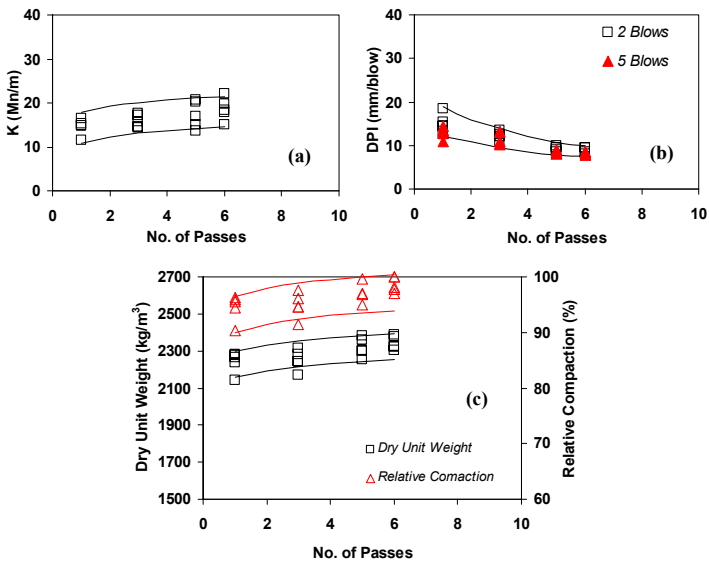 40
30
20
10
0
K (Mn/m)
0 2 4 6 8 10
No. of Passes
(a)
40
30
20
10
0
DPI (mm/blow)
0 2 4 6 8 10
No. of Passes
2 Blows
5 Blows
(b)
2700
2500
2300
2100
1900
1700
1500
Dry Unit Weight (kg/m³)
100
90
80
70
60
Relative Compaction (%)
(c)
Dry Unit Weight
Relative Comaction
0 2 4 6 8 10
No. of Passes